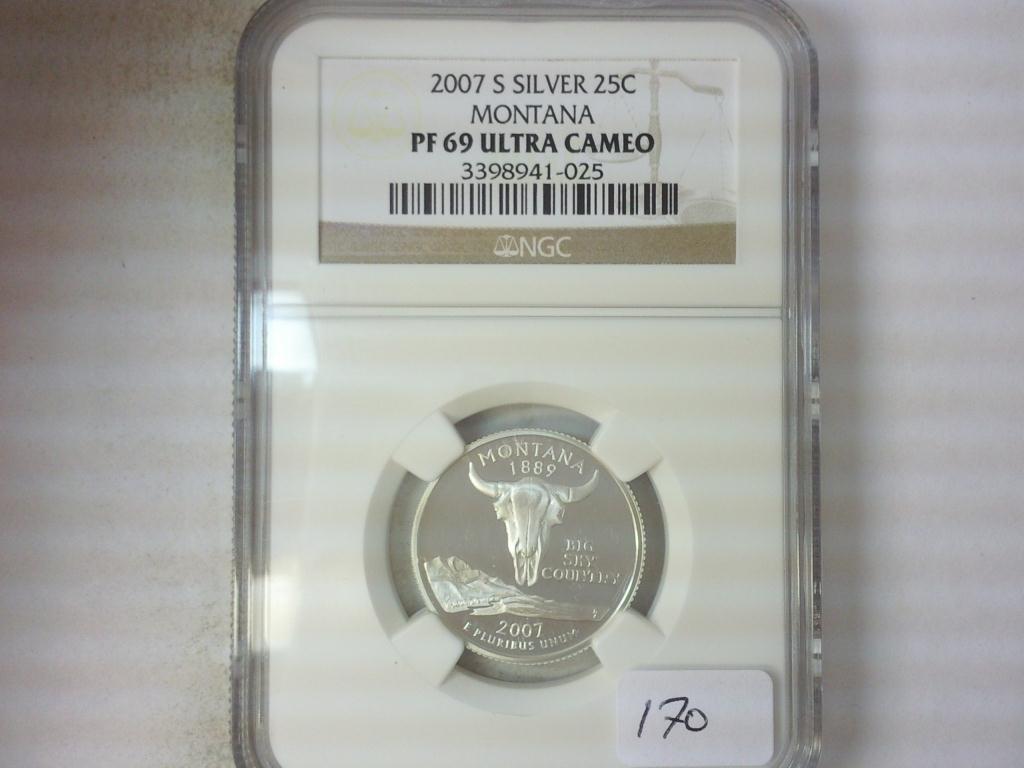 2007 S SILVER 25C
MONTANA
PF 69 ULTRA CAMEO
3398941-025
NGC
MONTANA
1889
BIG
SKY
COUNTRY
2007
E PLURIBUS UNUM
170